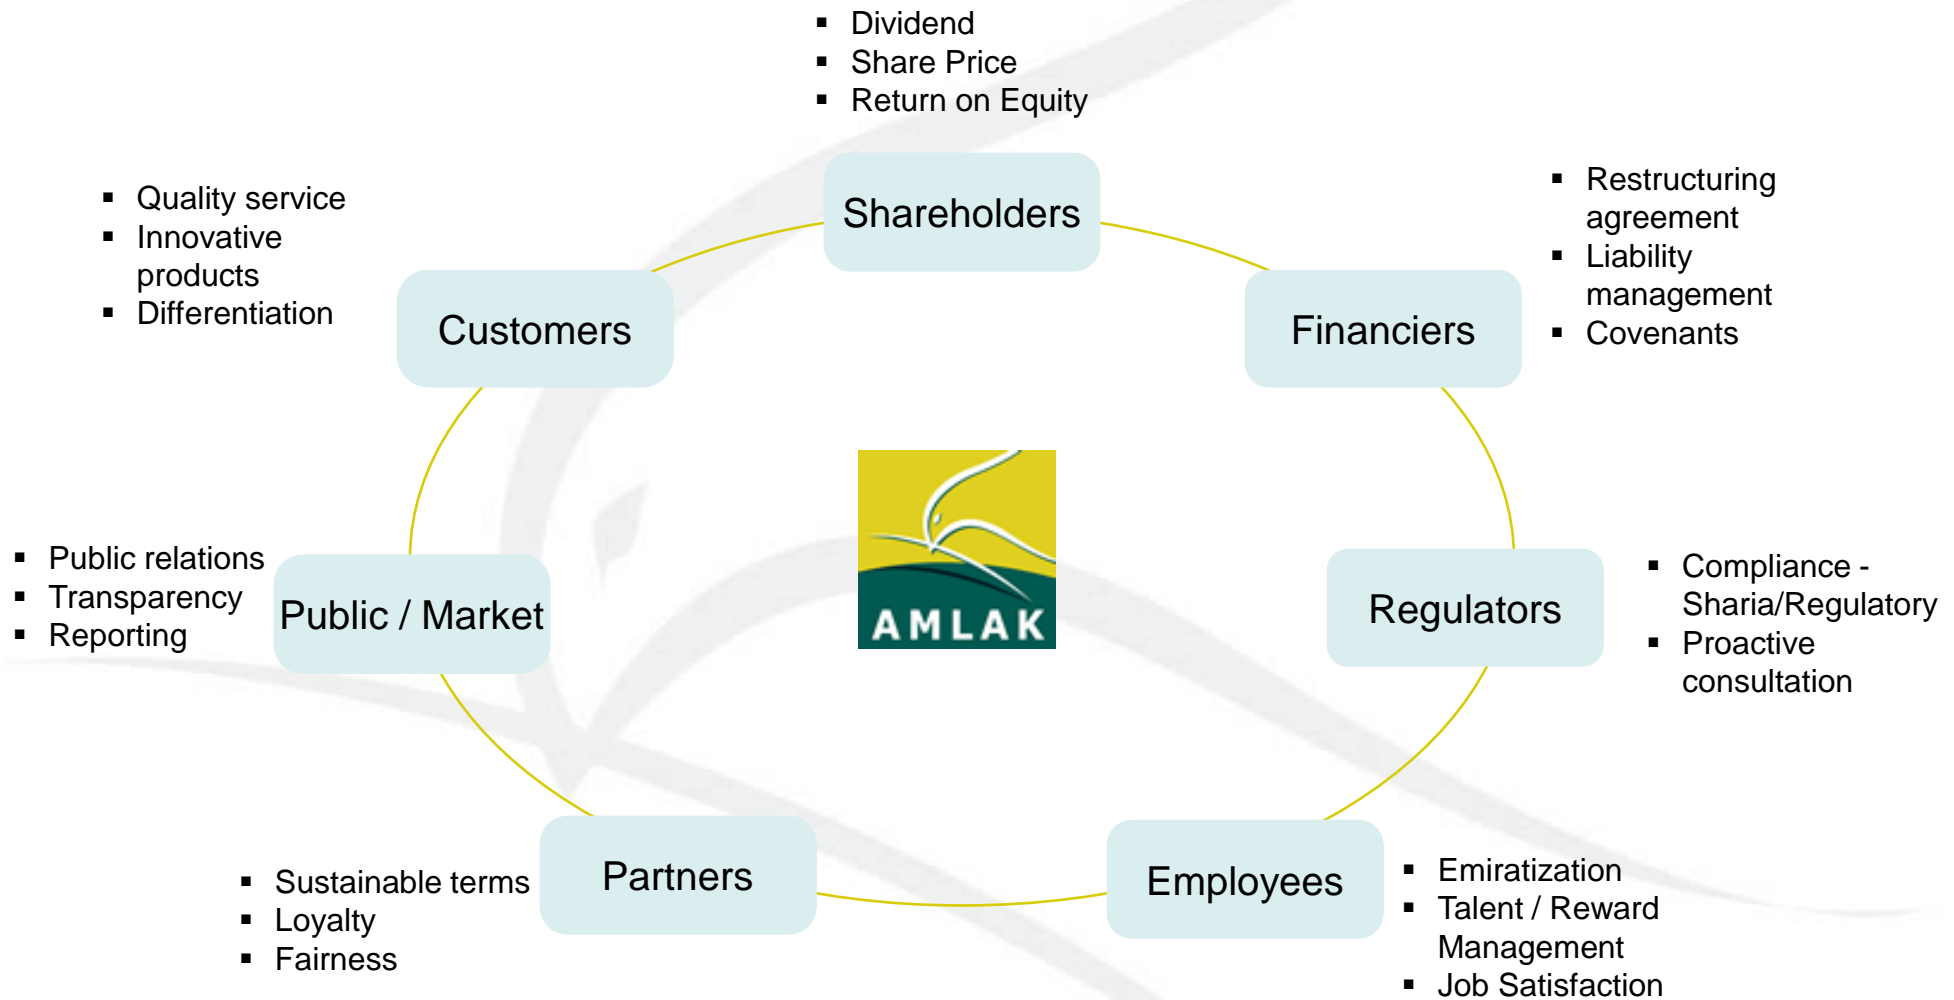 ▪ Dividend
▪ Share Price
▪ Return on Equity
Shareholders
▪ Restructuring
agreement
▪ Liability
management
▪ Covenants
Financiers
▪ Compliance -
Sharia/Regulatory
▪ Proactive
consultation
Regulators
▪ Emiratization
▪ Talent / Reward
Management
▪ Job Satisfaction
Employees
Partners
▪ Sustainable terms
▪ Loyalty
▪ Fairness
Public / Market
▪ Public relations
▪ Transparency
▪ Reporting
Customers
▪ Quality service
▪ Innovative
products
▪ Differentiation
AMLAK